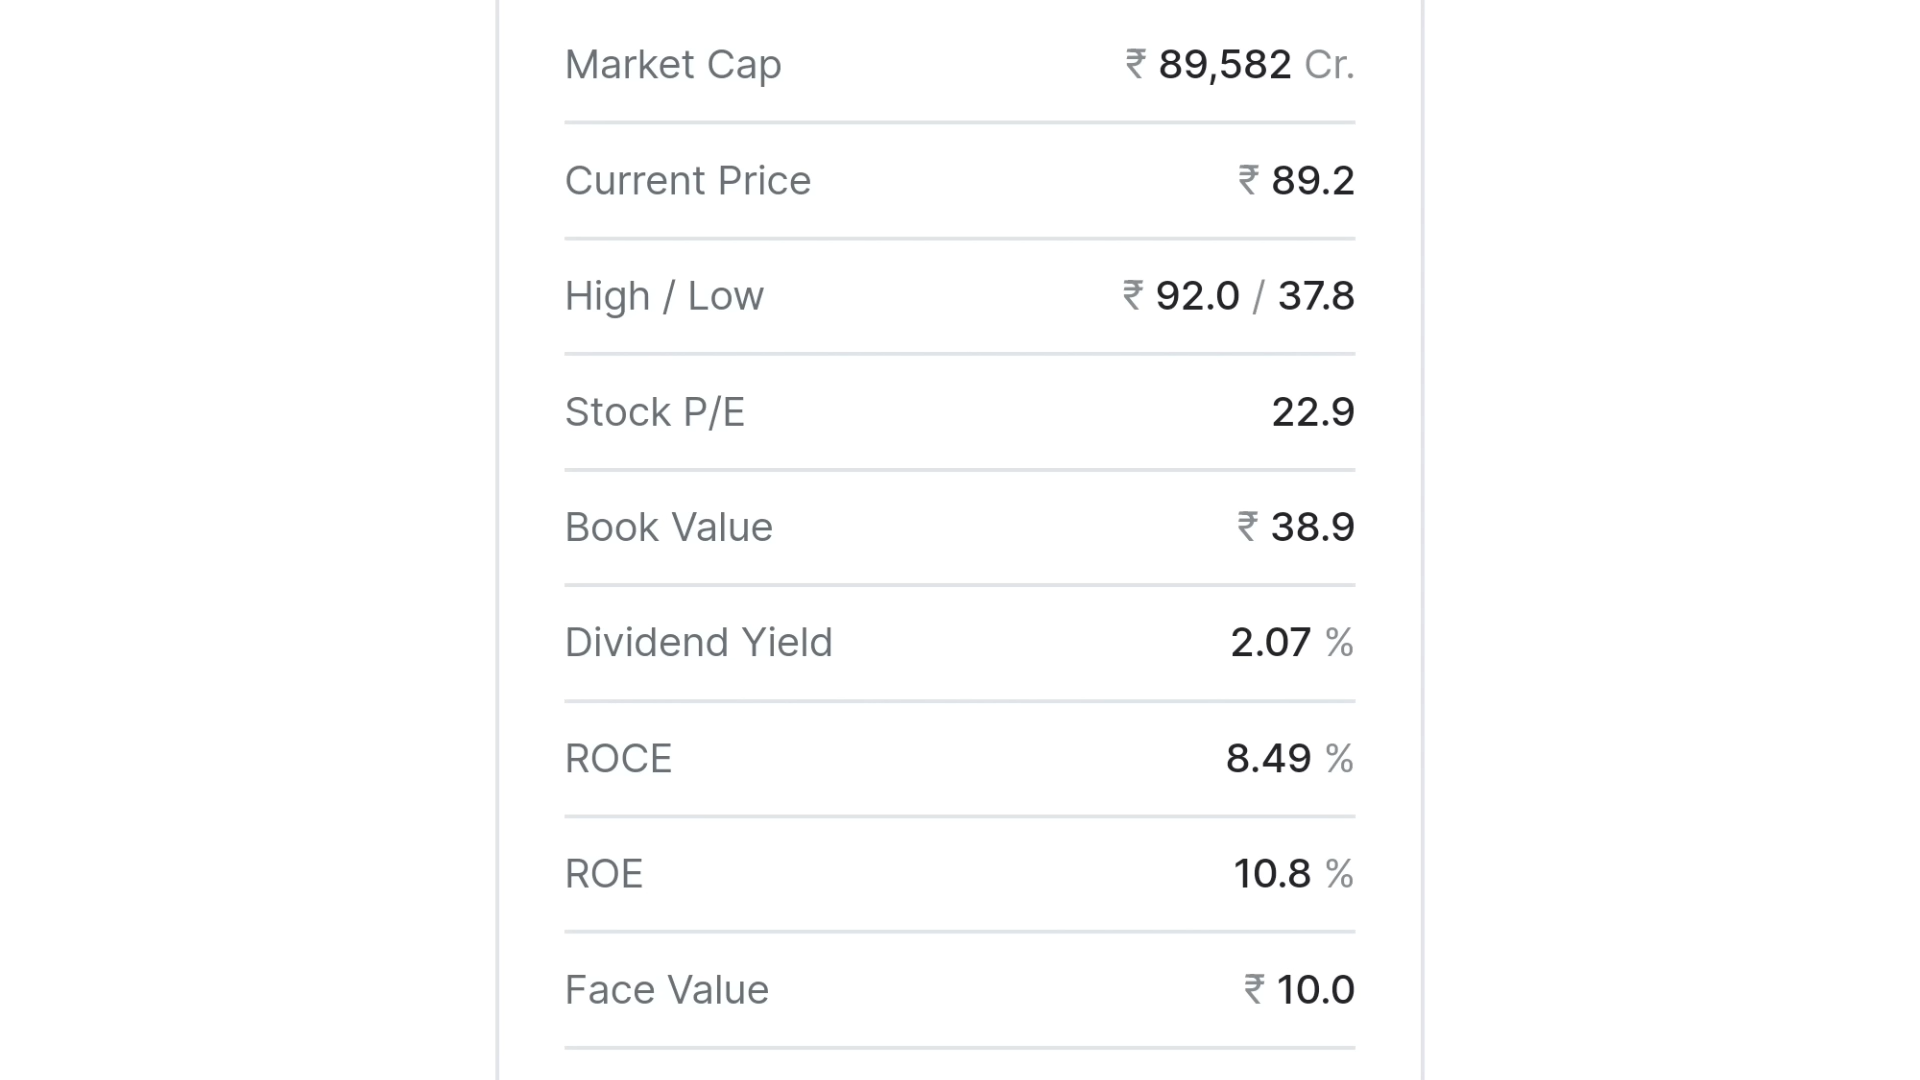 Market Cap ₹ 89,582 Cr.
Current Price ₹ 89.2
High / Low ₹ 92.0 / 37.8
Stock P/E 22.9
Book Value ₹ 38.9
Dividend Yield 2.07 %
ROCE 8.49 %
ROE 10.8 %
Face Value ₹ 10.0